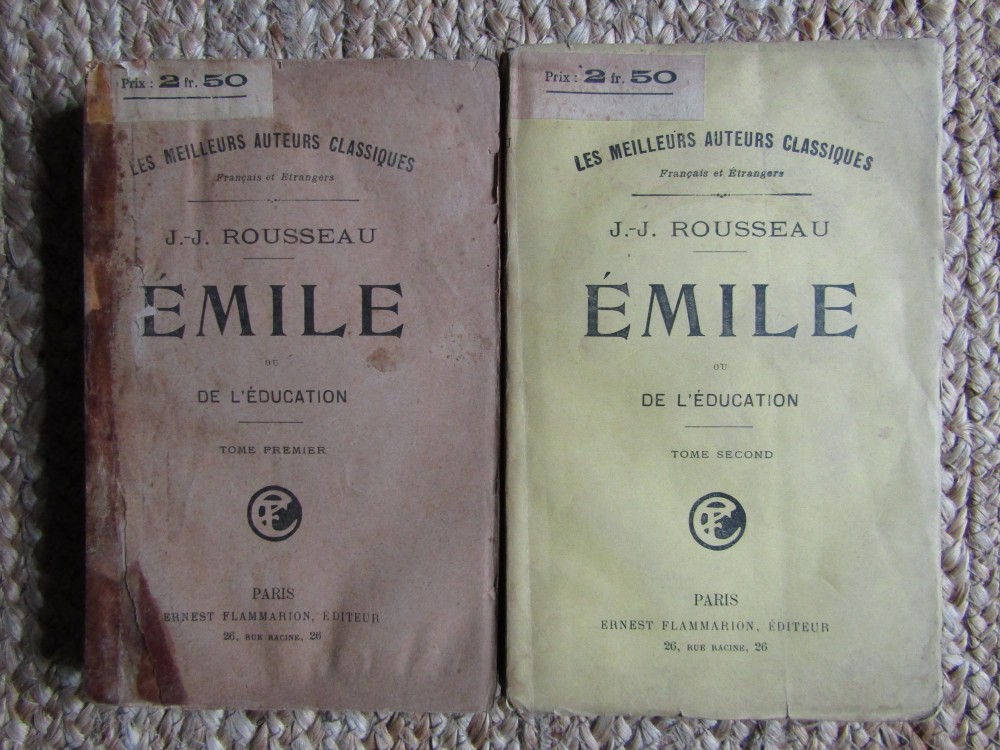 Prix : 2 fr. 50
LES MEILLEURS AUTEURS CLASSIQUES
Français et Étrangers
J.-J. ROUSSEAU
ÉMILE
OU
DE L'ÉDUCATION
TOME PREMIER
PARIS
ERNEST FLAMMARION, ÉDITEUR
26, RUE RACINE, 26
Prix : 2 fr. 50
LES MEILLEURS AUTEURS CLASSIQUES
Français et Étrangers
J.-J. ROUSSEAU
ÉMILE
OU
DE L'ÉDUCATION
TOME SECOND
PARIS
ERNEST FLAMMARION, ÉDITEUR
26, RUE RACINE, 26